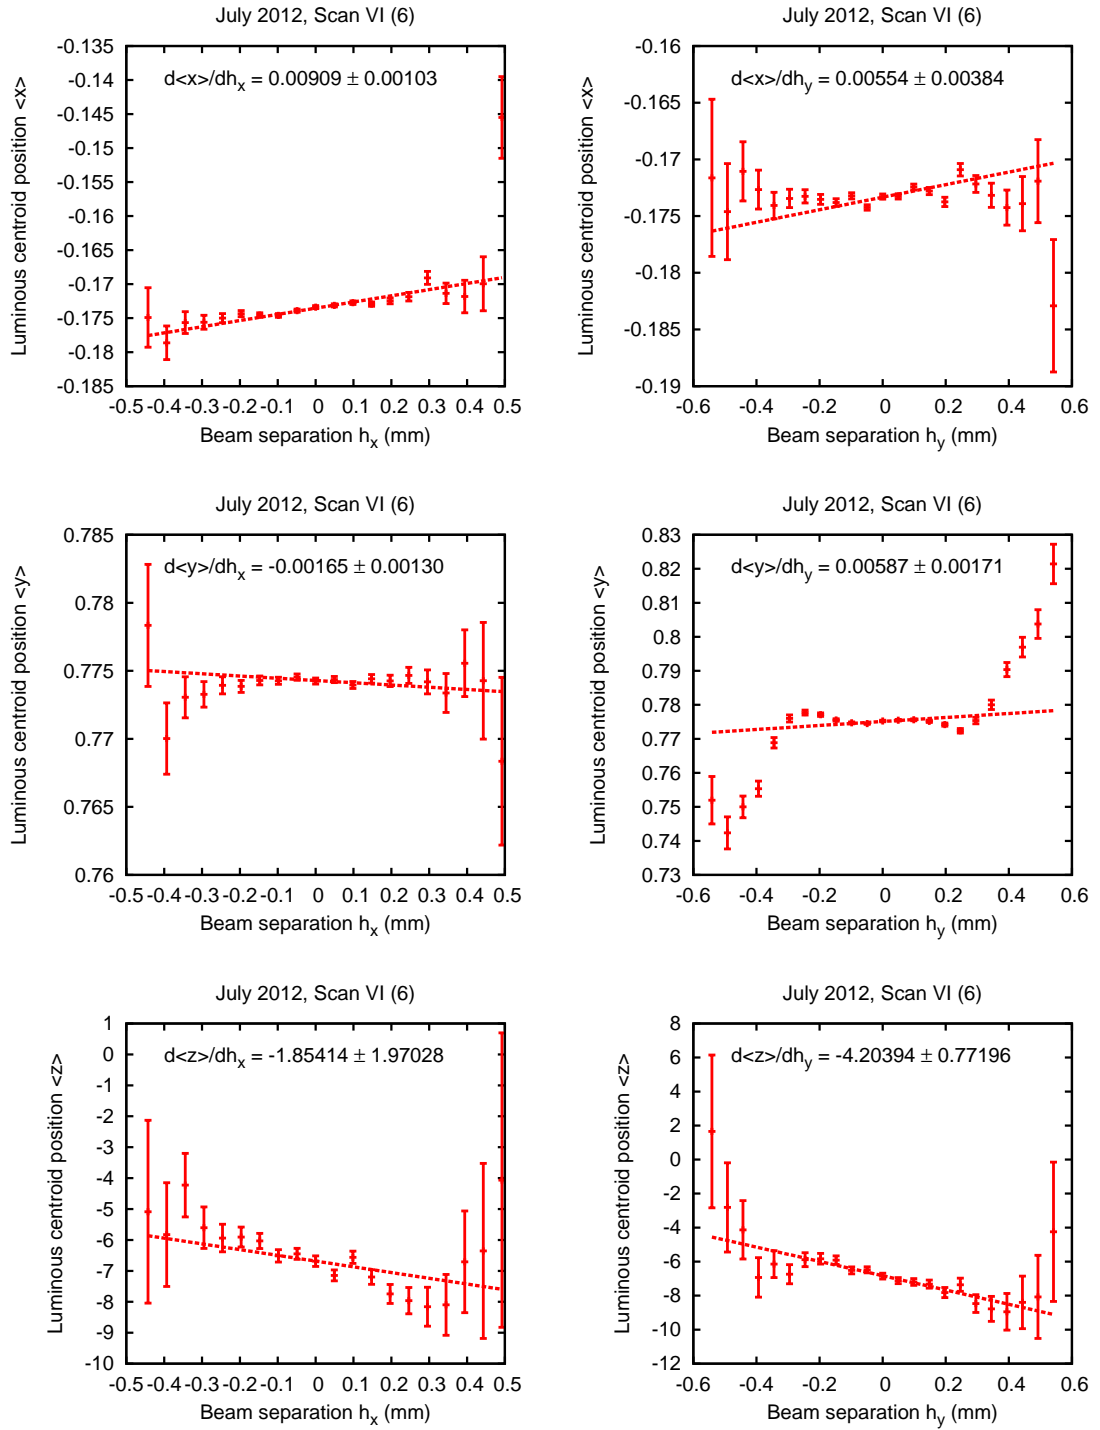 July 2012, Scan VI (6)
d<x>/dh_x = 0.00909 ± 0.00103
Luminous centroid position <x>
-0.135
-0.14
-0.145
-0.15
-0.155
-0.16
-0.165
-0.17
-0.175
-0.18
-0.185
-0.5 -0.4 -0.3 -0.2 -0.1 0 0.1 0.2 0.3 0.4 0.5
Beam separation h_x (mm)
July 2012, Scan VI (6)
d<x>/dh_y = 0.00554 ± 0.00384
Luminous centroid position <x>
-0.16
-0.165
-0.17
-0.175
-0.18
-0.185
-0.19
-0.6 -0.4 -0.2 0 0.2 0.4 0.6
Beam separation h_y (mm)
July 2012, Scan VI (6)
d<y>/dh_x = -0.00165 ± 0.00130
Luminous centroid position <y>
0.785
0.78
0.775
0.77
0.765
0.76
-0.5 -0.4 -0.3 -0.2 -0.1 0 0.1 0.2 0.3 0.4 0.5
Beam separation h_x (mm)
July 2012, Scan VI (6)
d<y>/dh_y = 0.00587 ± 0.00171
Luminous centroid position <y>
0.83
0.82
0.81
0.8
0.79
0.78
0.77
0.76
0.75
0.74
0.73
-0.6 -0.4 -0.2 0 0.2 0.4 0.6
Beam separation h_y (mm)
July 2012, Scan VI (6)
d<z>/dh_x = -1.85414 ± 1.97028
Luminous centroid position <z>
1
0
-1
-2
-3
-4
-5
-6
-7
-8
-9
-10
-0.5 -0.4 -0.3 -0.2 -0.1 0 0.1 0.2 0.3 0.4 0.5
Beam separation h_x (mm)
July 2012, Scan VI (6)
d<z>/dh_y = -4.20394 ± 0.77196
Luminous centroid position <z>
8
6
4
2
0
-2
-4
-6
-8
-10
-12
-0.6 -0.4 -0.2 0 0.2 0.4 0.6
Beam separation h_y (mm)